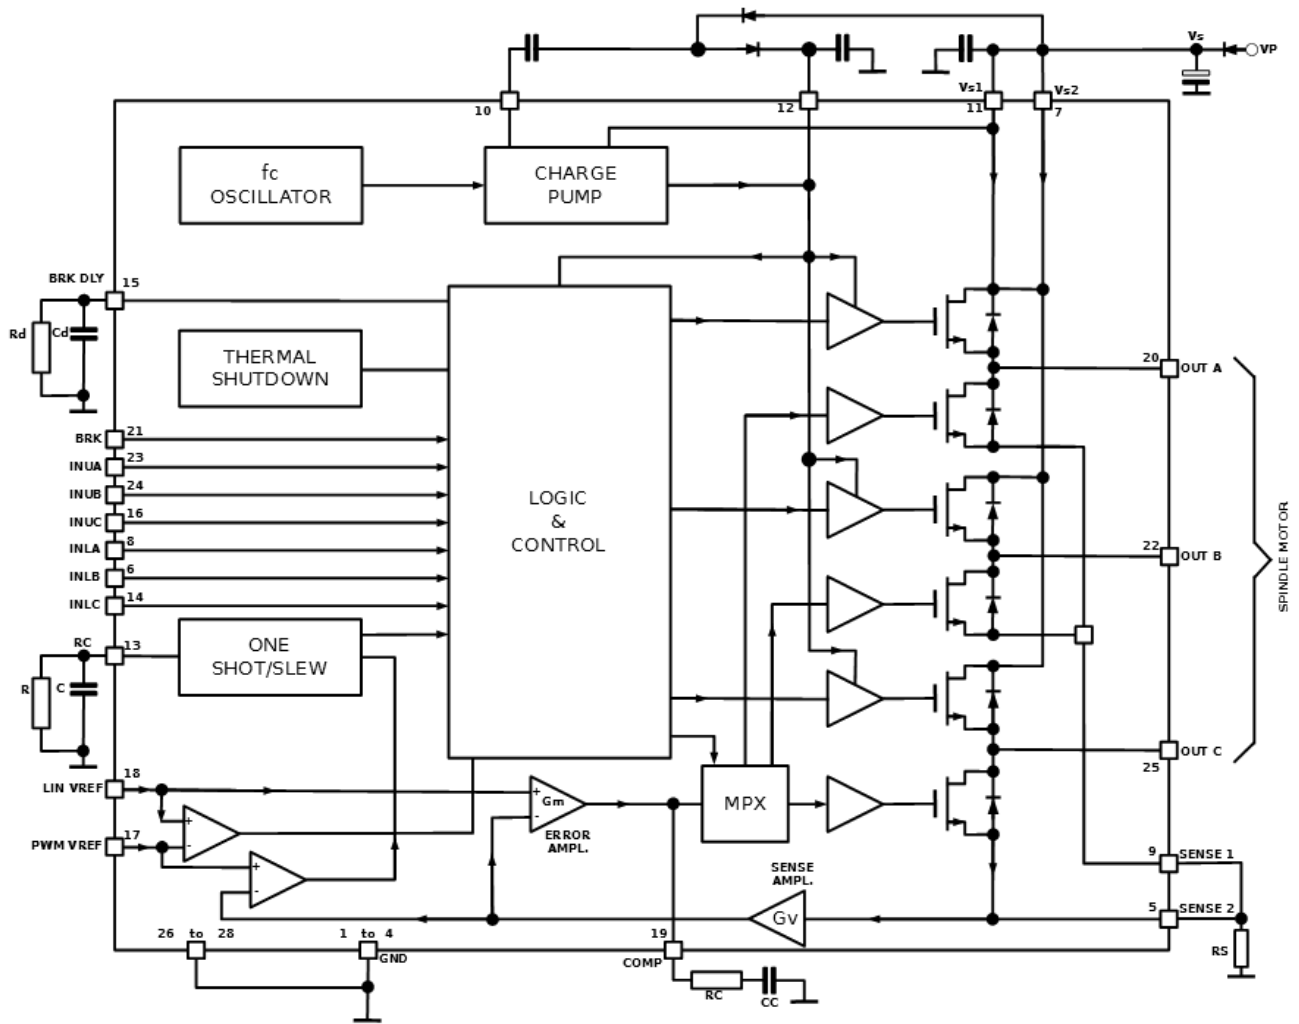 Vs
VP
Vs1
Vs2
10
12
11
7
fc
OSCILLATOR
CHARGE
PUMP
BRK DLY
15
Rd
Cd
THERMAL
SHUTDOWN
20
OUT A
BRK
21
INUA
23
INUB
24
INUC
16
INLA
8
INLB
6
INLC
14
LOGIC
&
CONTROL
22
OUT B
SPINDLE MOTOR
RC
13
R
C
ONE
SHOT/SLEW
OUT C
25
LIN VREF
18
PWM VREF
17
+
-
+
-
+
Gm
-
ERROR
AMPL.
MPX
SENSE
AMPL.
Gv
9
SENSE 1
5
SENSE 2
RS
26 to 28
1 to 4
GND
19
COMP
RC
CC